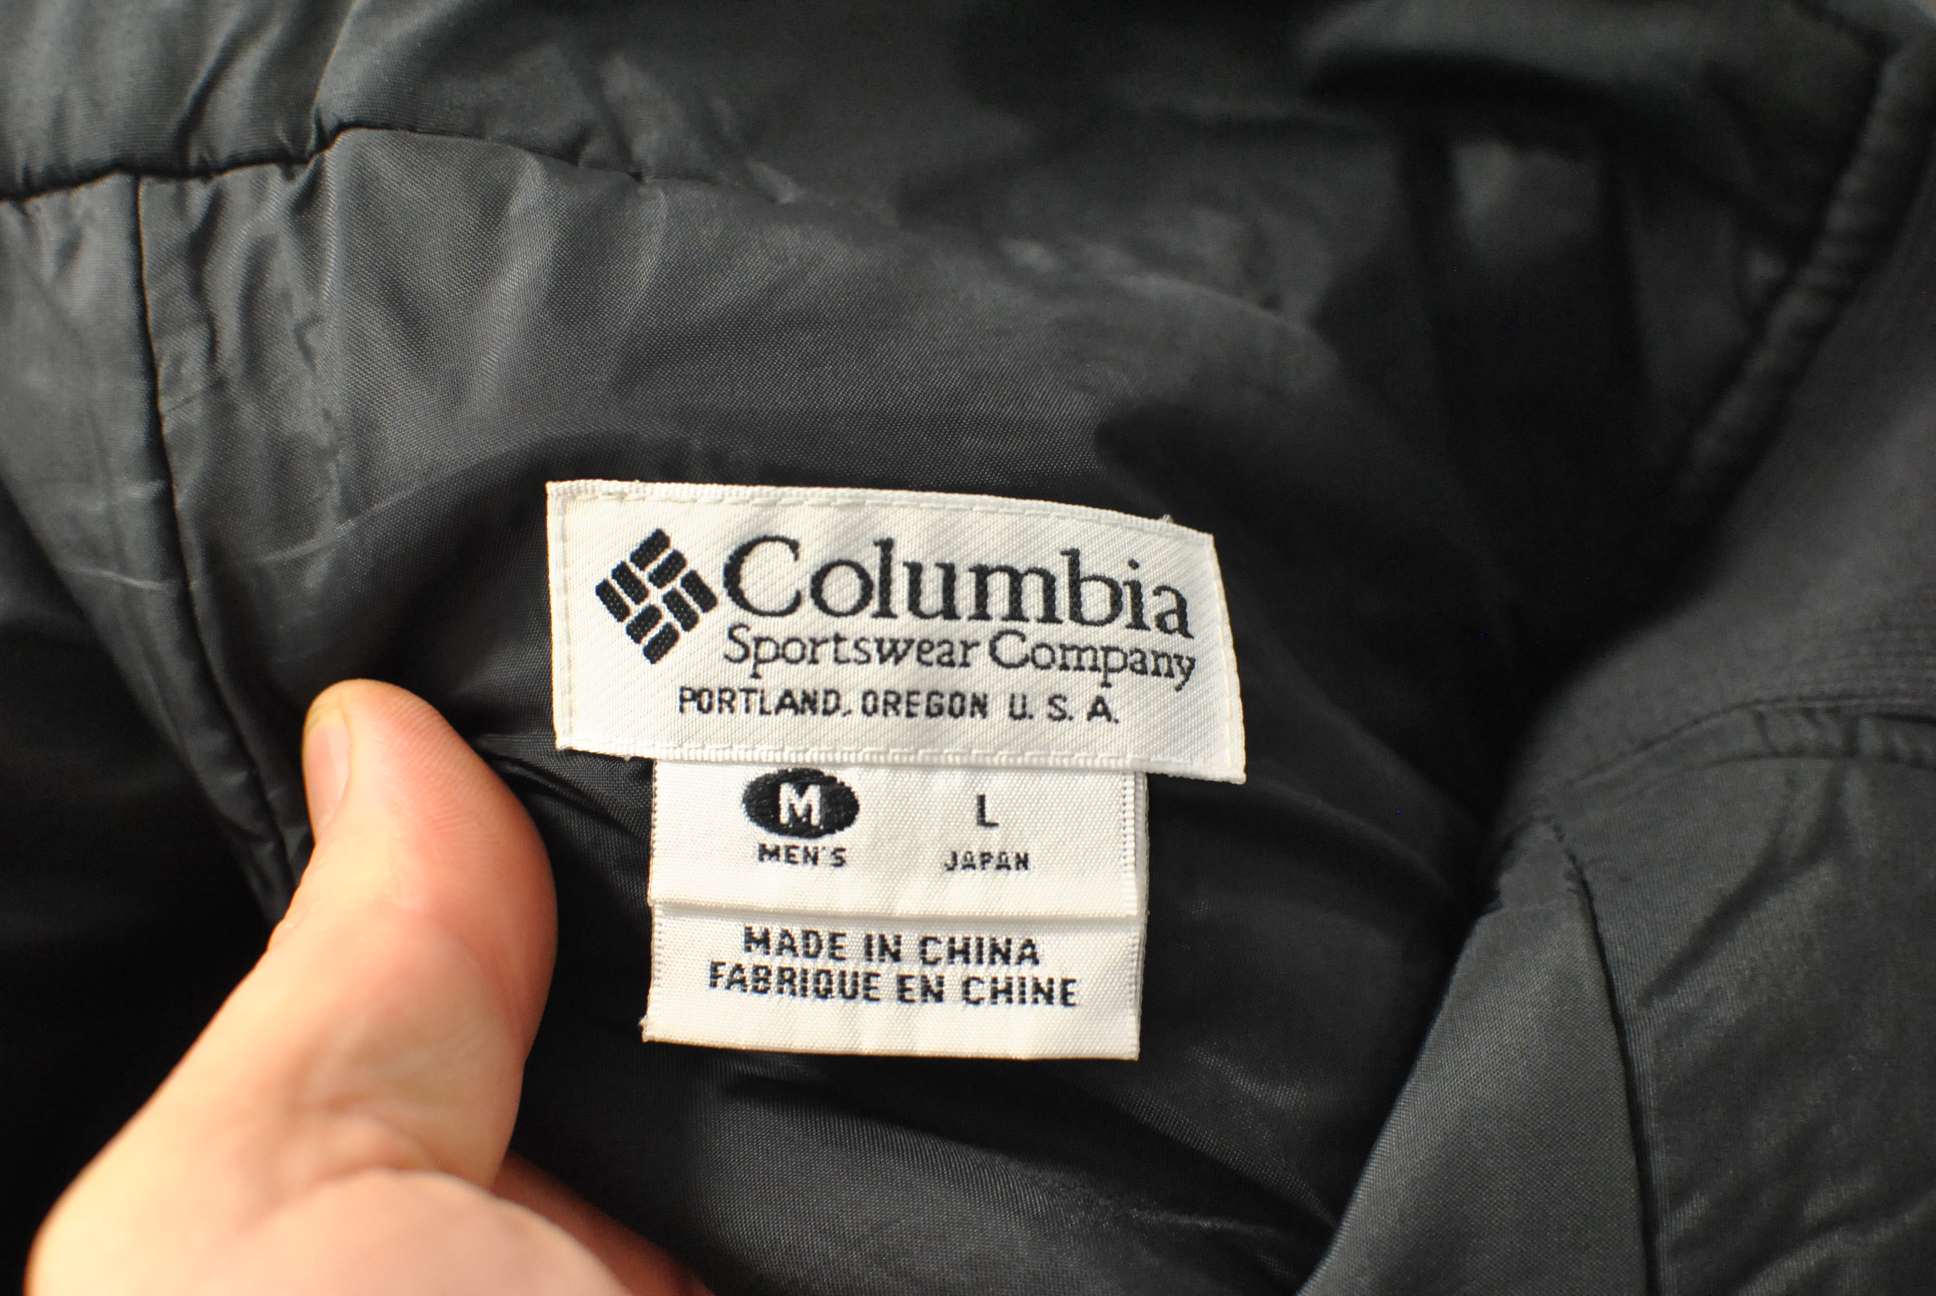 Columbia
Sportswear Company
PORTLAND, OREGON U. S. A.
M L
MEN'S JAPAN
MADE IN CHINA
FABRIQUE EN CHINE